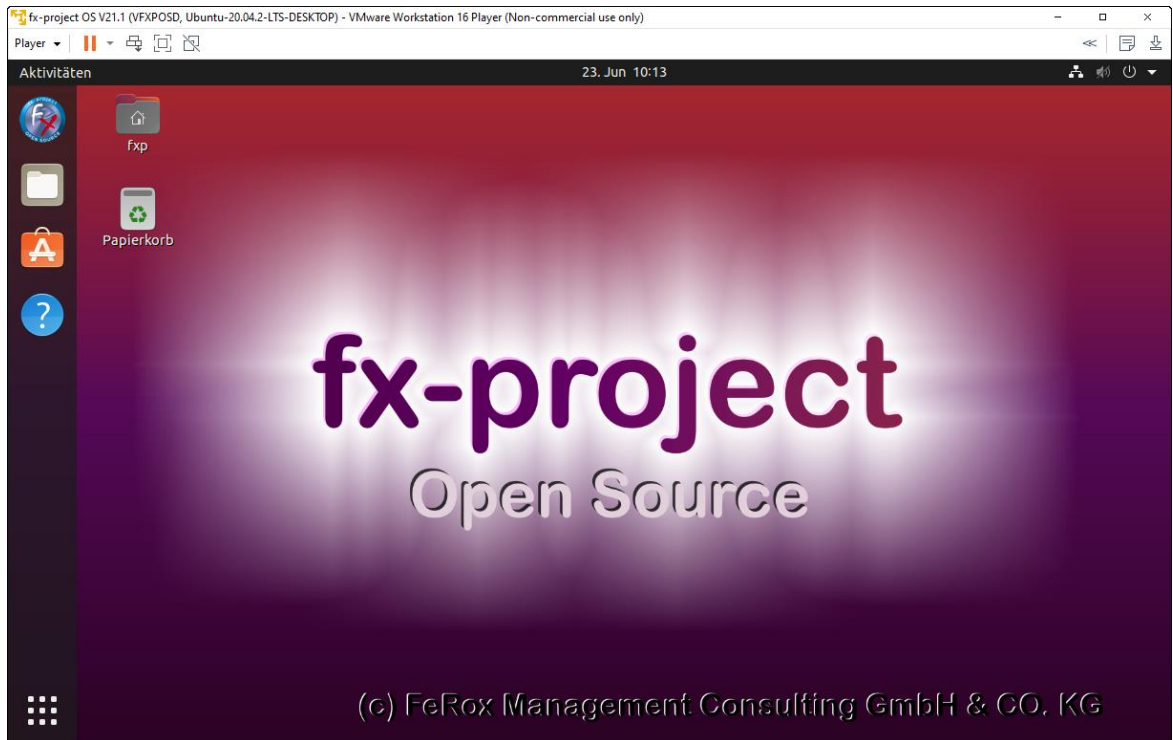 fx-project OS V21.1 (VFXPOSD, Ubuntu-20.04.2-LTS-DESKTOP) - VMware Workstation 16 Player (Non-commercial use only)
Player
Aktivitäten
23. Jun 10:13
fxp
Papierkorb
fx-project
Open Source
(c) FeRox Management Consulting GmbH & CO. KG